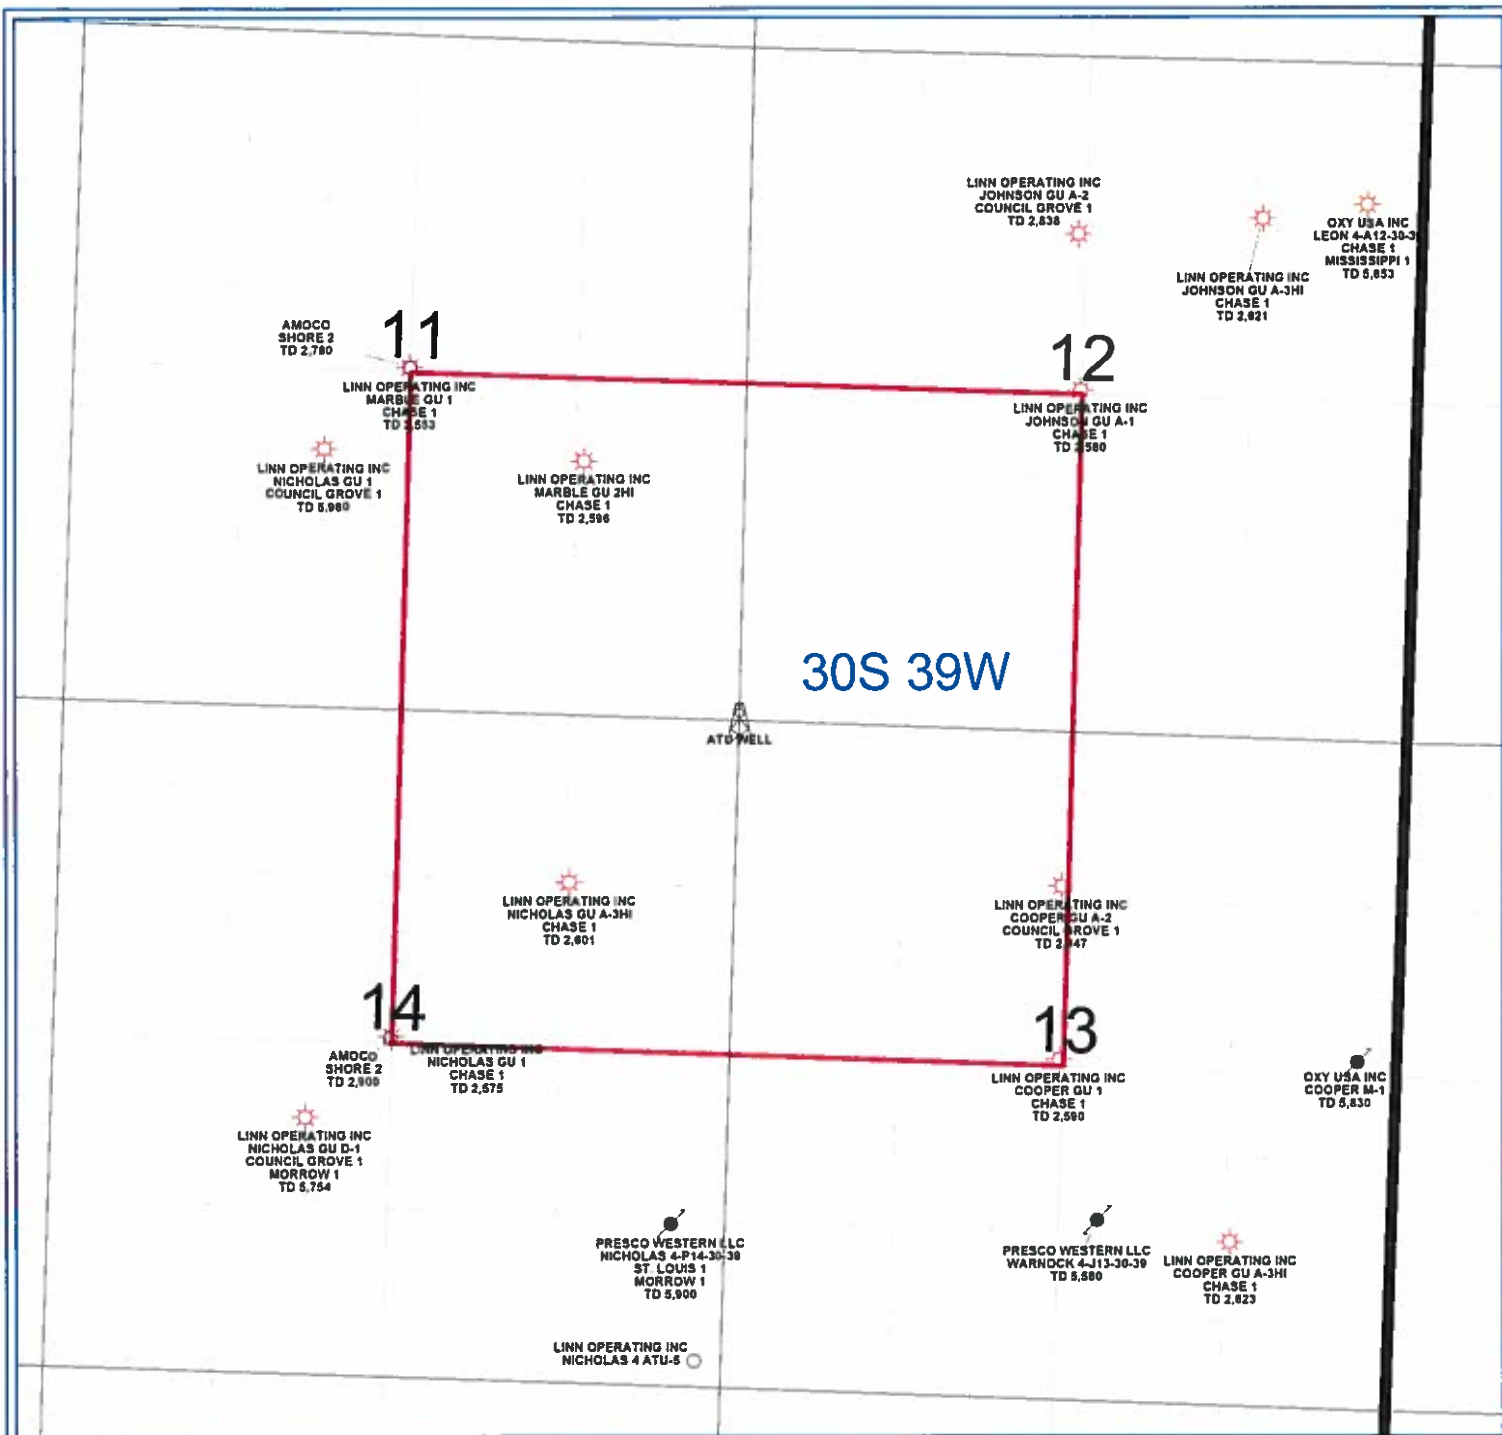 LINN OPERATING INC
JOHNSON GU A-2
COUNCIL GROVE 1
TD 2,838
OXY USA INC
LEON 4-A12-30-3
CHASE 1
MISSISSIPPI 1
TD 5,853
LINN OPERATING INC
JOHNSON GU A-3HI
CHASE 1
TD 2,621
11
AMOCO
SHORE 2
TD 2,780
12
LINN OPERATING INC
MARBLE GU 1
CHASE 1
TD
LINN OPERATING INC
JOHNSON GU A-1
CHASE 1
TD 2,580
LINN OPERATING INC
NICHOLAS GU 1
COUNCIL GROVE 1
TD
LINN OPERATING INC
MARBLE GU 2HI
CHASE 1
TD 2,596
30S 39W
ATU WELL
LINN OPERATING INC
NICHOLAS GU A-3HI
CHASE 1
TD 2,601
LINN OPERATING INC
COOPER GU A-2
COUNCIL GROVE 1
TD
14
13
AMOCO
SHORE 2
TD 2,900
LINN OPERATING INC
NICHOLAS GU 1
CHASE 1
TD 2,575
LINN OPERATING INC
COOPER GU 1
CHASE 1
TD 2,590
OXY USA INC
COOPER M-1
TD 5,830
LINN OPERATING INC
NICHOLAS GU D-1
COUNCIL GROVE 1
MORROW 1
TD 5,754
PRESCO WESTERN LLC
NICHOLAS 4-P14-30-39
ST. LOUIS 1
MORROW 1
TD 5,900
PRESCO WESTERN LLC
WARNOCK 4-J13-30-39
TD 5,580
LINN OPERATING INC
COOPER GU A-3HI
CHASE 1
TD 2,623
LINN OPERATING INC
NICHOLAS 4 ATU-5